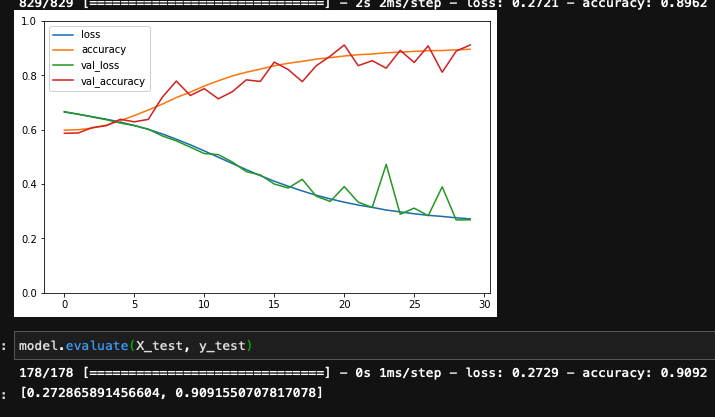 829/829 [==============================] - 2s 2ms/step - loss: 0.2721 - accuracy: 0.8962
1.0
0.8
0.6
0.4
0.2
0.0
loss
accuracy
val_loss
val_accuracy
0 5 10 15 20 25 30
: model.evaluate(X_test, y_test)
178/178 [==============================] - 0s 1ms/step - loss: 0.2729 - accuracy: 0.9092
: [0.272865891456604, 0.9091550707817078]